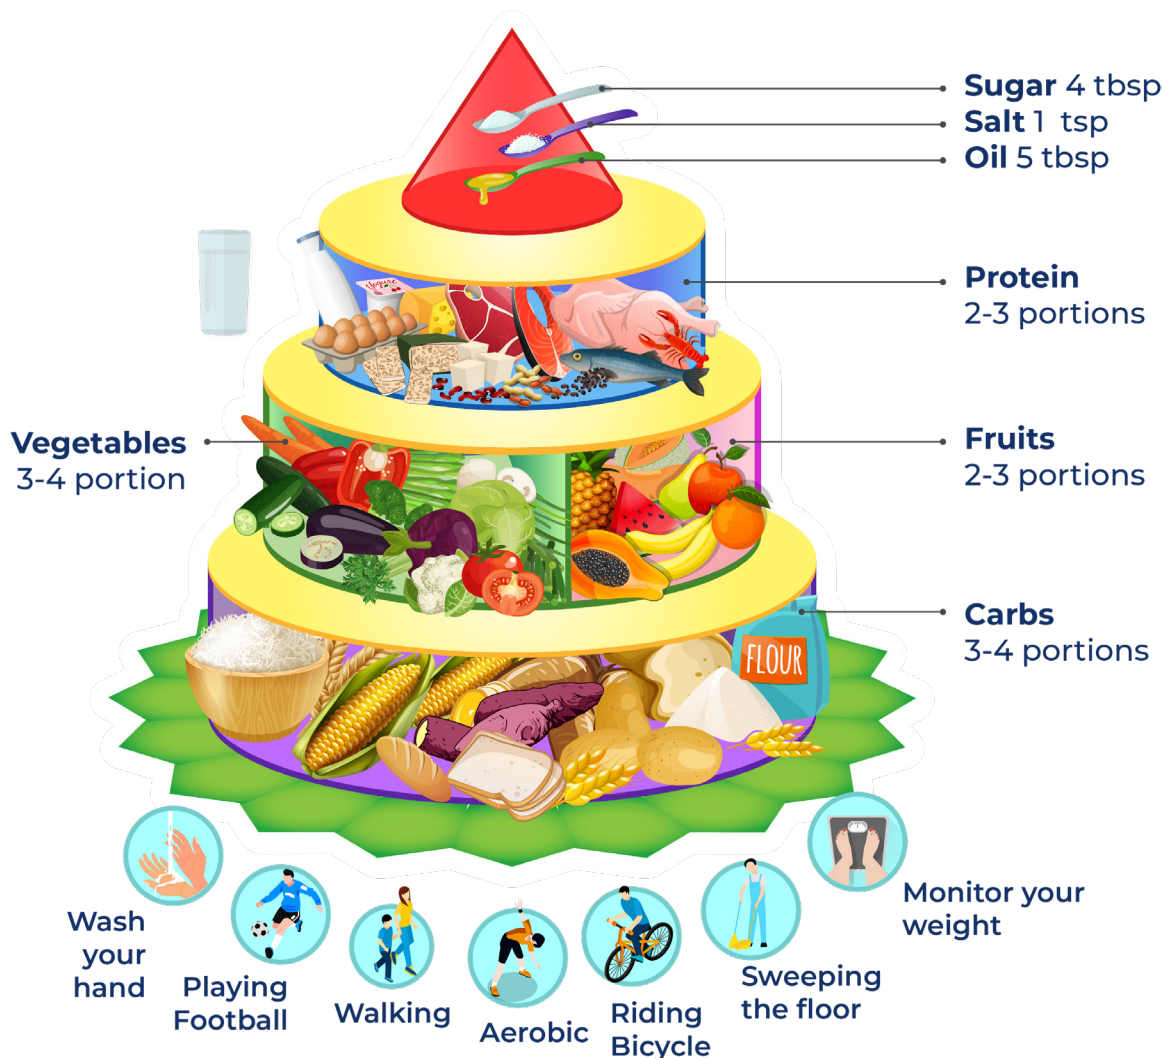 Sugar 4 tbsp
Salt 1 tsp
Oil 5 tbsp
Yogurt
Protein
2-3 portions
Vegetables
3-4 portion
Fruits
2-3 portions
Carbs
3-4 portions
FLOUR
Wash
your
hand
Playing
Football
Walking
Aerobic
Riding
Bicycle
Sweeping
the floor
Monitor your
weight